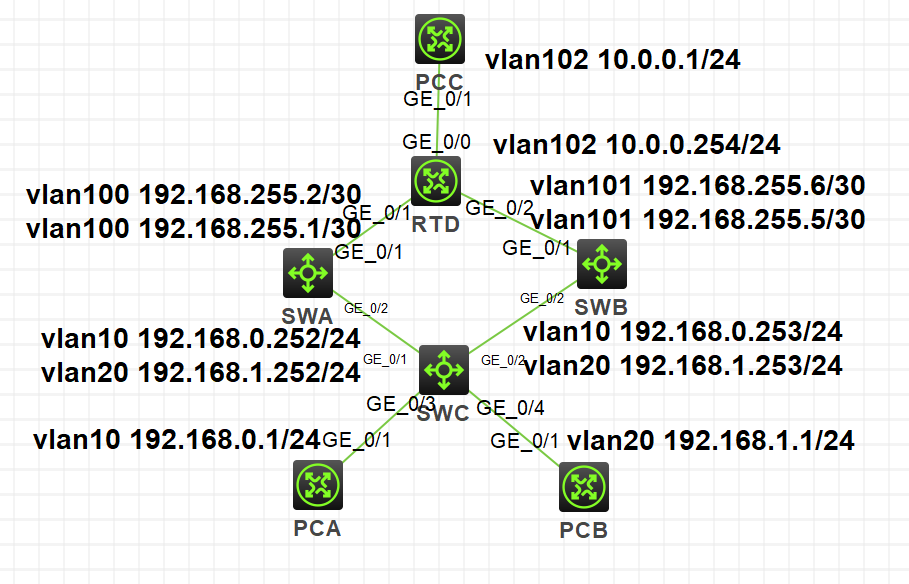 PCC
vlan102 10.0.0.1/24
GE_0/1
GE_0/0
vlan102 10.0.0.254/24
vlan100 192.168.255.2/30
vlan101 192.168.255.6/30
GE_0/1
RTD
GE_0/2
vlan100 192.168.255.1/30
vlan101 192.168.255.5/30
GE_0/1
GE_0/1
SWA
GE_0/2
GE_0/2
SWB
vlan10 192.168.0.252/24
vlan10 192.168.0.253/24
vlan20 192.168.1.252/24
GE_0/1
GE_0/2
vlan20 192.168.1.253/24
GE_0/3
SWC
GE_0/4
vlan10 192.168.0.1/24
GE_0/1
GE_0/1
vlan20 192.168.1.1/24
PCA
PCB